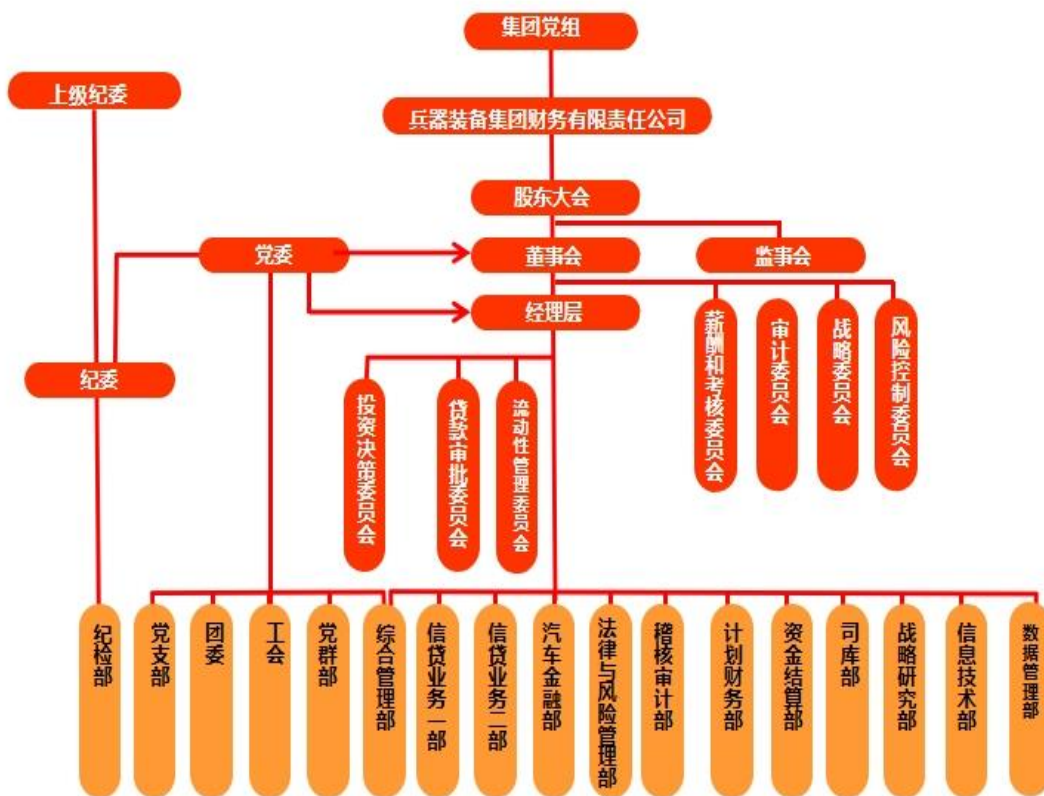 集团党组
上级纪委
兵器装备集团财务有限责任公司
股东大会
党委
董事会
监事会
经理层
纪委
薪酬和考核委员会
审计委员会
战略委员会
风险控制委员会
投资决策委员会
贷款审批委员会
流动性管理委员会
纪检部
党支部
团委
工会
党群部
综合管理部
信贷业务一部
信贷业务二部
汽车金融部
法律与风险管理部
稽核审计部
计划财务部
资金结算部
司库部
战略研究部
信息技术部
数据管理部